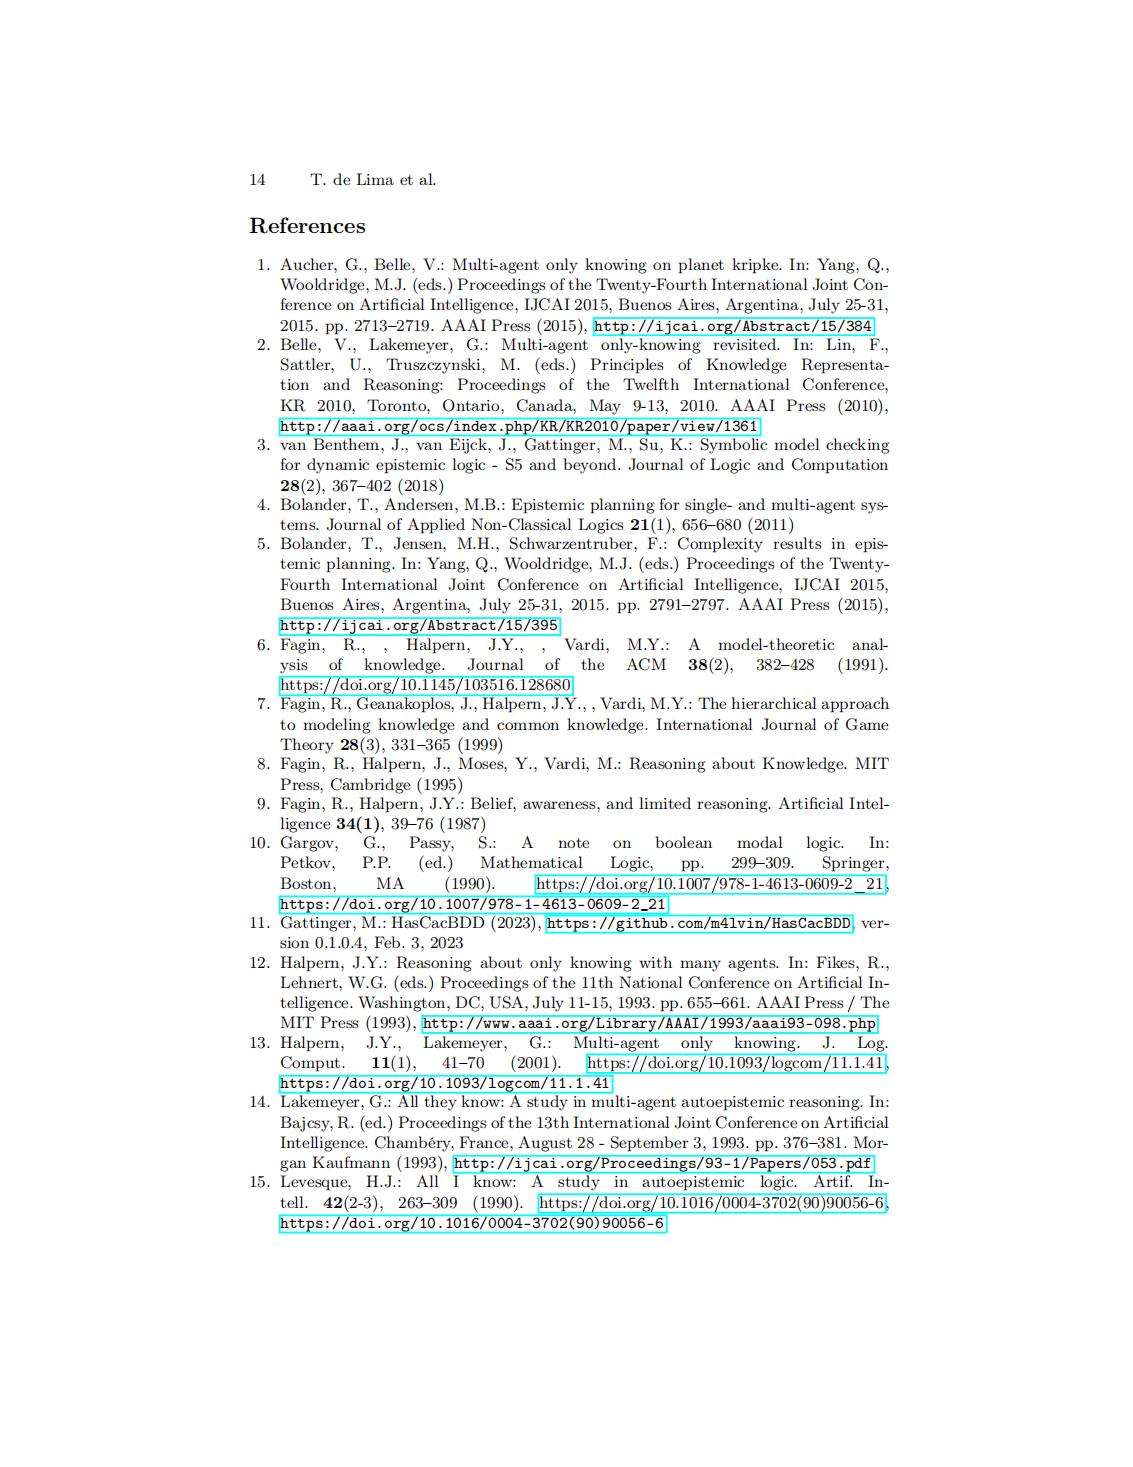 14 T. de Lima et al.
References
1. Aucher, G., Belle, V.: Multi-agent only knowing on planet kripke. In: Yang, Q.,
Wooldridge, M.J. (eds.) Proceedings of the Twenty-Fourth International Joint Con-
ference on Artificial Intelligence, IJCAI 2015, Buenos Aires, Argentina, July 25-31,
2015. pp. 2713–2719. AAAI Press (2015), http://ijcai.org/Abstract/15/384
2. Belle, V., Lakemeyer, G.: Multi-agent only-knowing revisited. In: Lin, F.,
Sattler, U., Truszczynski, M. (eds.) Principles of Knowledge Representa-
tion and Reasoning: Proceedings of the Twelfth International Conference,
KR 2010, Toronto, Ontario, Canada, May 9-13, 2010. AAAI Press (2010),
http://aaai.org/ocs/index.php/KR/KR2010/paper/view/1361
3. van Benthem, J., van Eijck, J., Gattinger, M., Su, K.: Symbolic model checking
for dynamic epistemic logic - S5 and beyond. Journal of Logic and Computation
28(2), 367–402 (2018)
4. Bolander, T., Andersen, M.B.: Epistemic planning for single- and multi-agent sys-
tems. Journal of Applied Non-Classical Logics 21(1), 656–680 (2011)
5. Bolander, T., Jensen, M.H., Schwarzentruber, F.: Complexity results in epis-
temic planning. In: Yang, Q., Wooldridge, M.J. (eds.) Proceedings of the Twenty-
Fourth International Joint Conference on Artificial Intelligence, IJCAI 2015,
Buenos Aires, Argentina, July 25-31, 2015. pp. 2791–2797. AAAI Press (2015),
http://ijcai.org/Abstract/15/395
6. Fagin, R., , Halpern, J.Y., , Vardi, M.Y.: A model-theoretic anal-
ysis of knowledge. Journal of the ACM 38(2), 382–428 (1991).
https://doi.org/10.1145/103516.128680
7. Fagin, R., Geanakoplos, J., Halpern, J.Y., , Vardi, M.Y.: The hierarchical approach
to modeling knowledge and common knowledge. International Journal of Game
Theory 28(3), 331–365 (1999)
8. Fagin, R., Halpern, J., Moses, Y., Vardi, M.: Reasoning about Knowledge. MIT
Press, Cambridge (1995)
9. Fagin, R., Halpern, J.Y.: Belief, awareness, and limited reasoning. Artificial Intel-
ligence 34(1), 39–76 (1987)
10. Gargov, G., Passy, S.: A note on boolean modal logic. In:
Petkov, P.P. (ed.) Mathematical Logic, pp. 299–309. Springer,
Boston, MA (1990). https://doi.org/10.1007/978-1-4613-0609-2_21,
https://doi.org/10.1007/978-1-4613-0609-2_21
11. Gattinger, M.: HasCacBDD (2023), https://github.com/m4lvin/HasCacBDD, ver-
sion 0.1.0.4, Feb. 3, 2023
12. Halpern, J.Y.: Reasoning about only knowing with many agents. In: Fikes, R.,
Lehnert, W.G. (eds.) Proceedings of the 11th National Conference on Artificial In-
telligence. Washington, DC, USA, July 11-15, 1993. pp. 655–661. AAAI Press / The
MIT Press (1993), http://www.aaai.org/Library/AAAI/1993/aaai93-098.php
13. Halpern, J.Y., Lakemeyer, G.: Multi-agent only knowing. J. Log.
Comput. 11(1), 41–70 (2001). https://doi.org/10.1093/logcom/11.1.41,
https://doi.org/10.1093/logcom/11.1.41
14. Lakemeyer, G.: All they know: A study in multi-agent autoepistemic reasoning. In:
Bajcsy, R. (ed.) Proceedings of the 13th International Joint Conference on Artificial
Intelligence. Chambéry, France, August 28 - September 3, 1993. pp. 376–381. Mor-
gan Kaufmann (1993), http://ijcai.org/Proceedings/93-1/Papers/053.pdf
15. Levesque, H.J.: All I know: A study in autoepistemic logic. Artif. In-
tell. 42(2-3), 263–309 (1990). https://doi.org/10.1016/0004-3702(90)90056-6,
https://doi.org/10.1016/0004-3702(90)90056-6